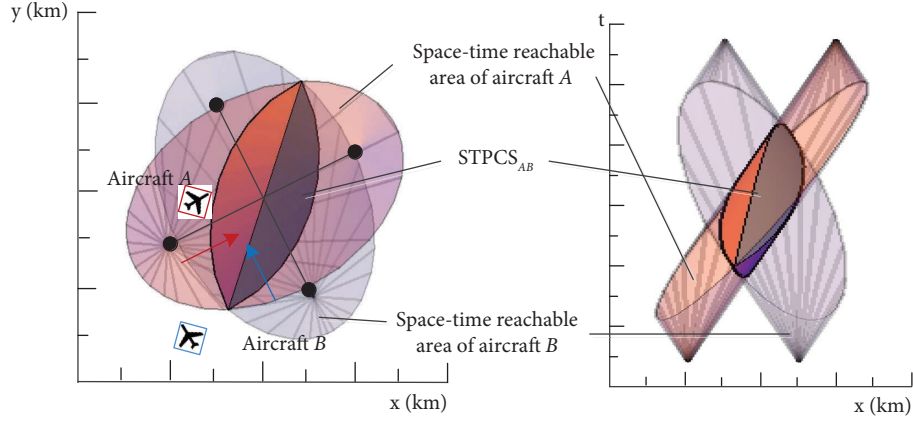 y (km)
t
Space-time reachable
area of aircraft A
Aircraft A
STPCS_AB
Space-time reachable
area of aircraft B
Aircraft B
x (km)
x (km)